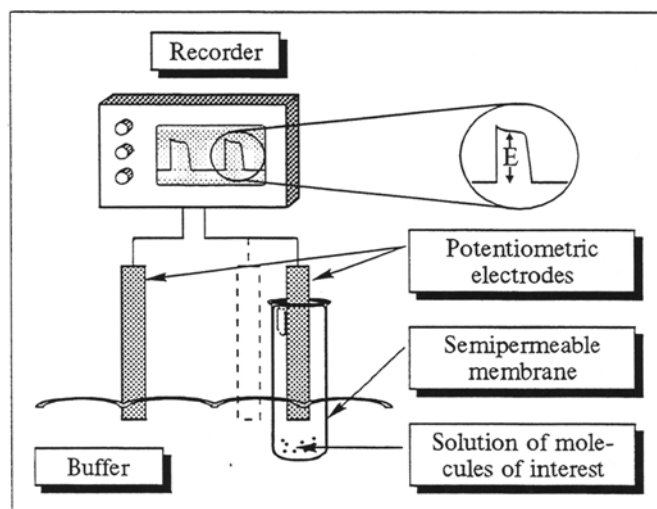 Recorder
E
Potentiometric
electrodes
Semipermeable
membrane
Solution of mole-
cules of interest
Buffer